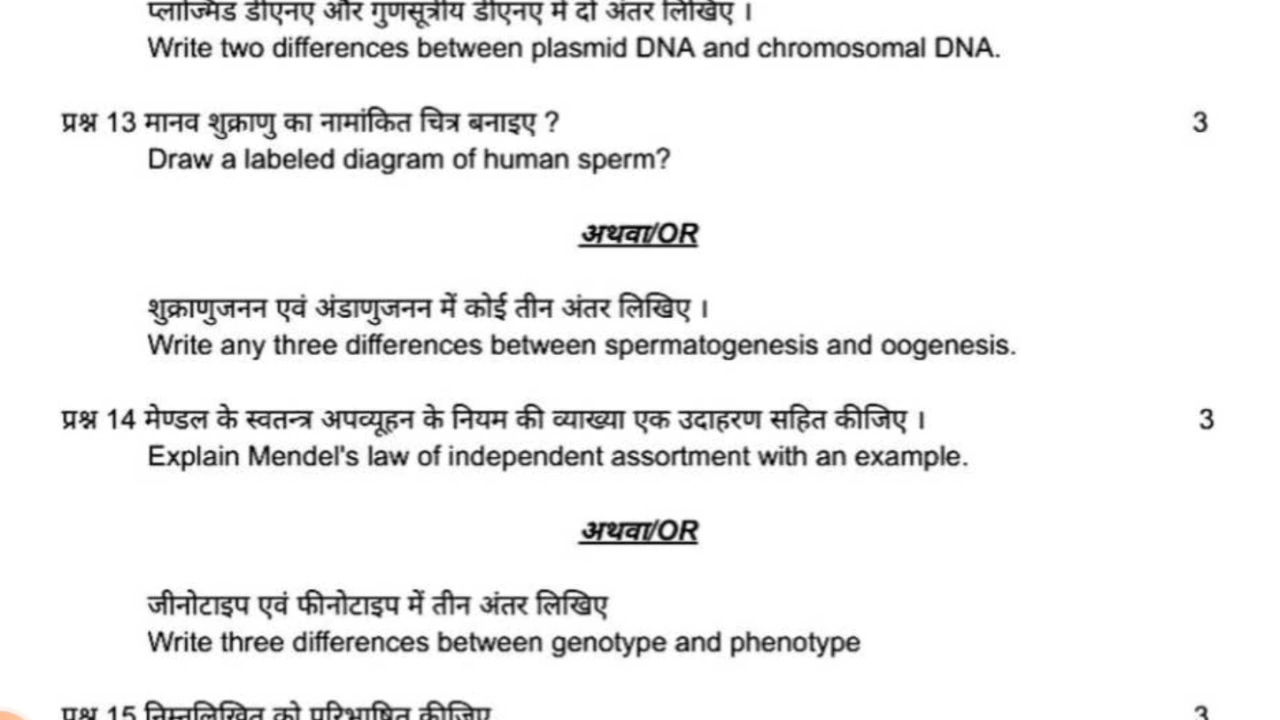 प्लाज्मिड डीएनए और गुणसूत्रीय डीएनए में दो अंतर लिखिए ।
Write two differences between plasmid DNA and chromosomal DNA.
प्रश्न 13 मानव शुक्राणु का नामांकित चित्र बनाइए ? 3
Draw a labeled diagram of human sperm?
अथवा/OR
शुक्राणुजनन एवं अंडाणुजनन में कोई तीन अंतर लिखिए ।
Write any three differences between spermatogenesis and oogenesis.
प्रश्न 14 मेण्डल के स्वतन्त्र अपव्यूहन के नियम की व्याख्या एक उदाहरण सहित कीजिए । 3
Explain Mendel's law of independent assortment with an example.
अथवा/OR
जीनोटाइप एवं फीनोटाइप में तीन अंतर लिखिए
Write three differences between genotype and phenotype
प्रश्न 15 निम्नलिखित को परिभाषित कीजिए 3